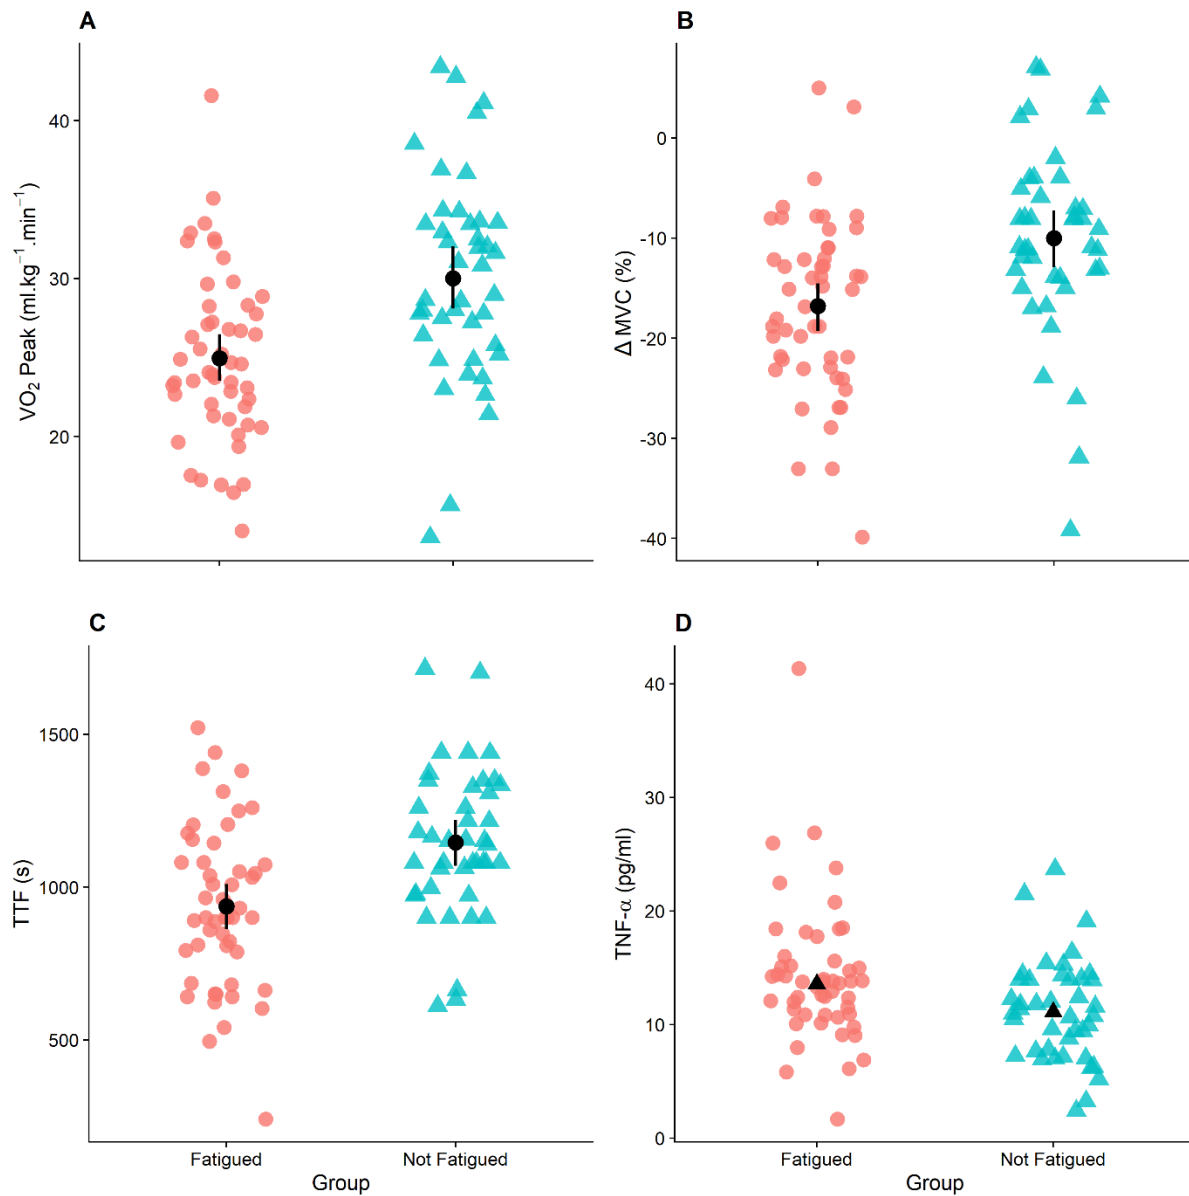 A
VO₂ Peak (ml.kg⁻¹.min⁻¹)
40
30
20
B
Δ MVC (%)
0
-10
-20
-30
-40
C
TTF (s)
1500
1000
500
Fatigued
Not Fatigued
Group
D
TNF-α (pg/ml)
40
30
20
10
0
Fatigued
Not Fatigued
Group